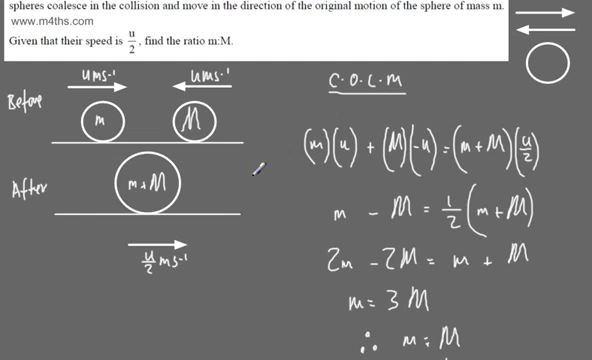 spheres coalesce in the collision and move in the direction of the original motion of the sphere of mass m.
www.m4ths.com
Given that their speed is u/2, find the ratio m:M.
Before
u ms⁻¹ u ms⁻¹
m M
After
m+M
u/2 ms⁻¹
C.O.L.M
(m)(u) + (M)(-u) = (m+M)(u/2)
m - M = 1/2(m+M)
2m - 2M = m + M
m = 3M
∴ m : M